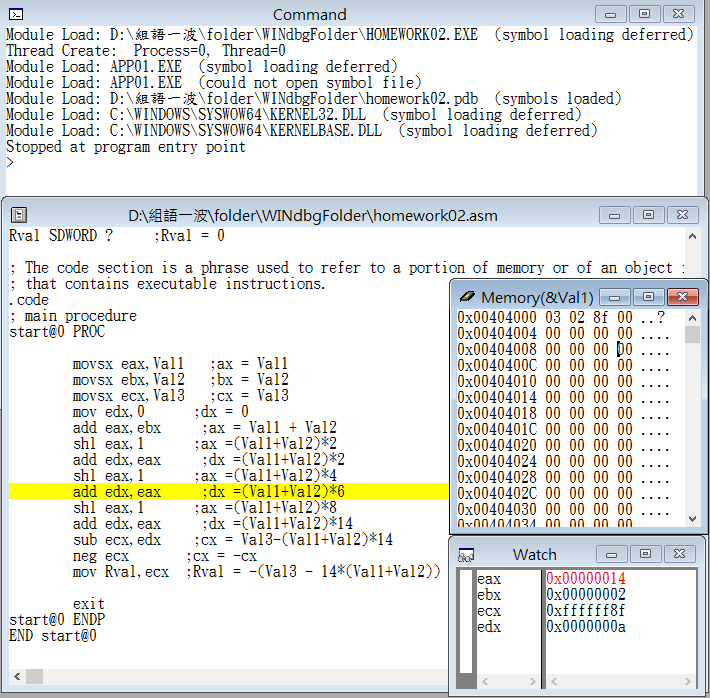 Command
Module Load: D:\組語一波\folder\WINdbgFolder\HOMEWORK02.EXE (symbol loading deferred)
Thread Create:  Process=0, Thread=0
Module Load: APP01.EXE (symbol loading deferred)
Module Load: APP01.EXE (could not open symbol file)
Module Load: D:\組語一波\folder\WINdbgFolder\homework02.pdb (symbols loaded)
Module Load: C:\WINDOWS\SYSWOW64\KERNEL32.DLL (symbol loading deferred)
Module Load: C:\WINDOWS\SYSWOW64\KERNELBASE.DLL (symbol loading deferred)
Stopped at program entry point
>
D:\組語一波\folder\WINdbgFolder\homework02.asm
Rval SDWORD ?     ;Rval = 0
; The code section is a phrase used to refer to a portion of memory or of an object
; that contains executable instructions.
.code
; main procedure
start@0 PROC
movsx eax,Val1   ;ax = Val1
movsx ebx,Val2   ;bx = Val2
movsx ecx,Val3   ;cx = Val3
mov edx,0      ;dx = 0
add eax,ebx     ;ax = Val1 + Val2
shl eax,1      ;ax =(Val1+Val2)*2
add edx,eax     ;dx =(Val1+Val2)*2
shl eax,1      ;ax =(Val1+Val2)*4
add edx,eax     ;dx =(Val1+Val2)*6
shl eax,1      ;ax =(Val1+Val2)*8
add edx,eax     ;dx =(Val1+Val2)*14
sub ecx,edx    ;cx = Val3-(Val1+Val2)*14
neg ecx       ;cx = -cx
mov Rval,ecx  ;Rval = -(Val3 - 14*(Val1+Val2))
exit
start@0 ENDP
END start@0
Memory(&Val1)
0x00404000 03 02 8f 00 ..?
0x00404004 00 00 00 00 ....
0x00404008 00 00 00 00 ....
0x0040400C 00 00 00 00 ....
0x00404010 00 00 00 00 ....
0x00404014 00 00 00 00 ....
0x00404018 00 00 00 00 ....
0x0040401C 00 00 00 00 ....
0x00404020 00 00 00 00 ....
0x00404024 00 00 00 00 ....
0x00404028 00 00 00 00 ....
0x0040402C 00 00 00 00 ....
0x00404030 00 00 00 00 ....
0x00404034 00 00 00 00
Watch
eax 0x00000014
ebx 0x00000002
ecx 0xffffff8f
edx 0x0000000a